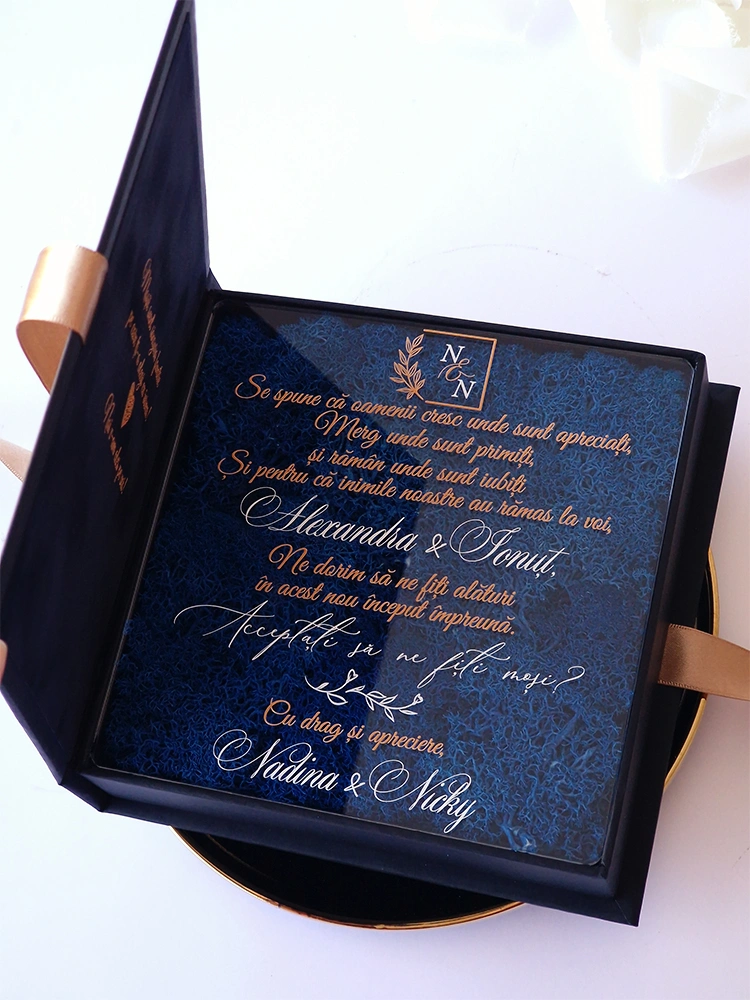 N
&
N
Se spune că oamenii cresc unde sunt apreciați,
Merg unde sunt primiți,
și rămân unde sunt iubiți
Și pentru că inimile noastre au rămas la voi,
Alexandra & Ionuț,
Ne dorim să ne fiți alături
în acest nou început împreună.
Acceptați să ne fiți moși?
Cu drag și apreciere,
Nadina & Nicky